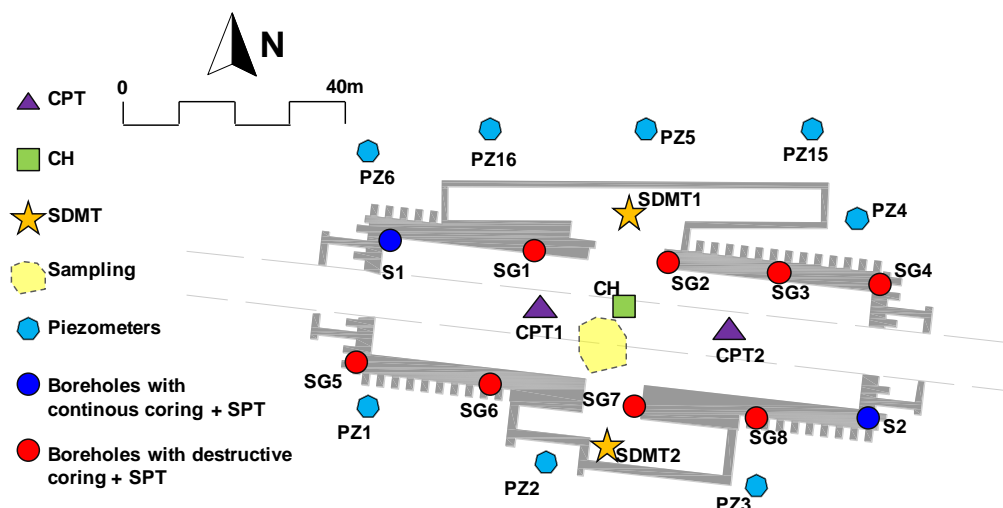 N
0
40m
CPT
CH
SDMT
Sampling
Piezometers
Boreholes with
continous coring + SPT
Boreholes with destructive
coring + SPT
PZ6
PZ16
PZ5
PZ15
SDMT1
PZ4
S1
SG1
SG2
SG3
SG4
CH
CPT1
CPT2
SG5
SG6
SG7
SG8
S2
PZ1
SDMT2
PZ2
PZ3